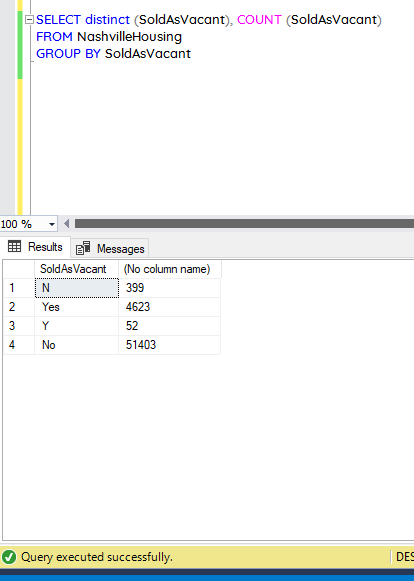 SELECT distinct (SoldAsVacant), COUNT (SoldAsVacant)
FROM NashvilleHousing
GROUP BY SoldAsVacant
100 %
Results Messages
SoldAsVacant (No column name)
1 N 399
2 Yes 4623
3 Y 52
4 No 51403
Query executed successfully. DES